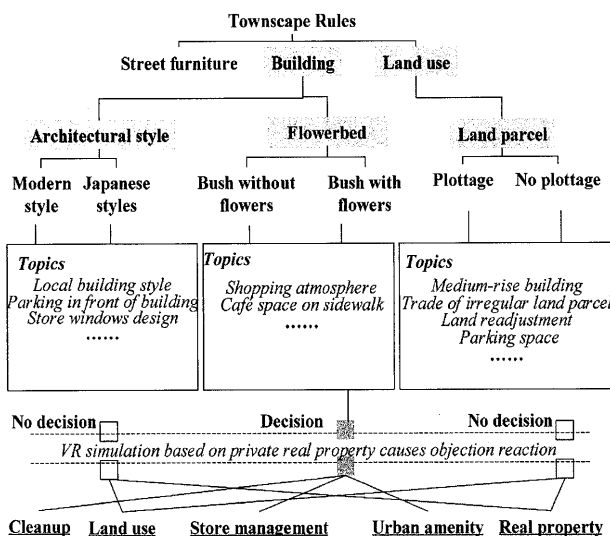 Townscape Rules
Street furniture Building Land use
Architectural style Flowerbed Land parcel
Modern style Japanese styles Bush without flowers Bush with flowers Plottage No plottage
Topics
Local building style
Parking in front of building
Store windows design
......
Topics
Shopping atmosphere
Café space on sidewalk
......
Topics
Medium-rise building
Trade of irregular land parcel
Land readjustment
Parking space
......
No decision Decision No decision
VR simulation based on private real property causes objection reaction
Cleanup Land use Store management Urban amenity Real property